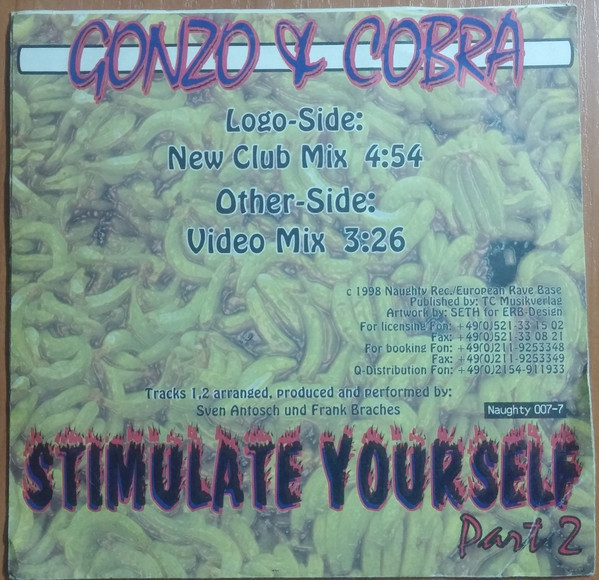 GONZO & COBRA
Logo-Side:
New Club Mix 4:54
Other-Side:
Video Mix 3:26
c 1998 Naughty Rec./European Rave Base
Published by: TC Musikverlag
Artwork by: SETH for ERB-Design
For licensing Fon: +49(0)521-33 15 02
Fax: +49(0)521-33 08 21
For booking Fon: +49(0)211-9253348
Fax: +49(0)211-9253349
Q-Distribution Fon: +49(0)2154-911933
Tracks 1,2 arranged, produced and performed by:
Sven Antosch und Frank Braches
Naughty 007-7
STIMULATE YOURSELF
Part 2